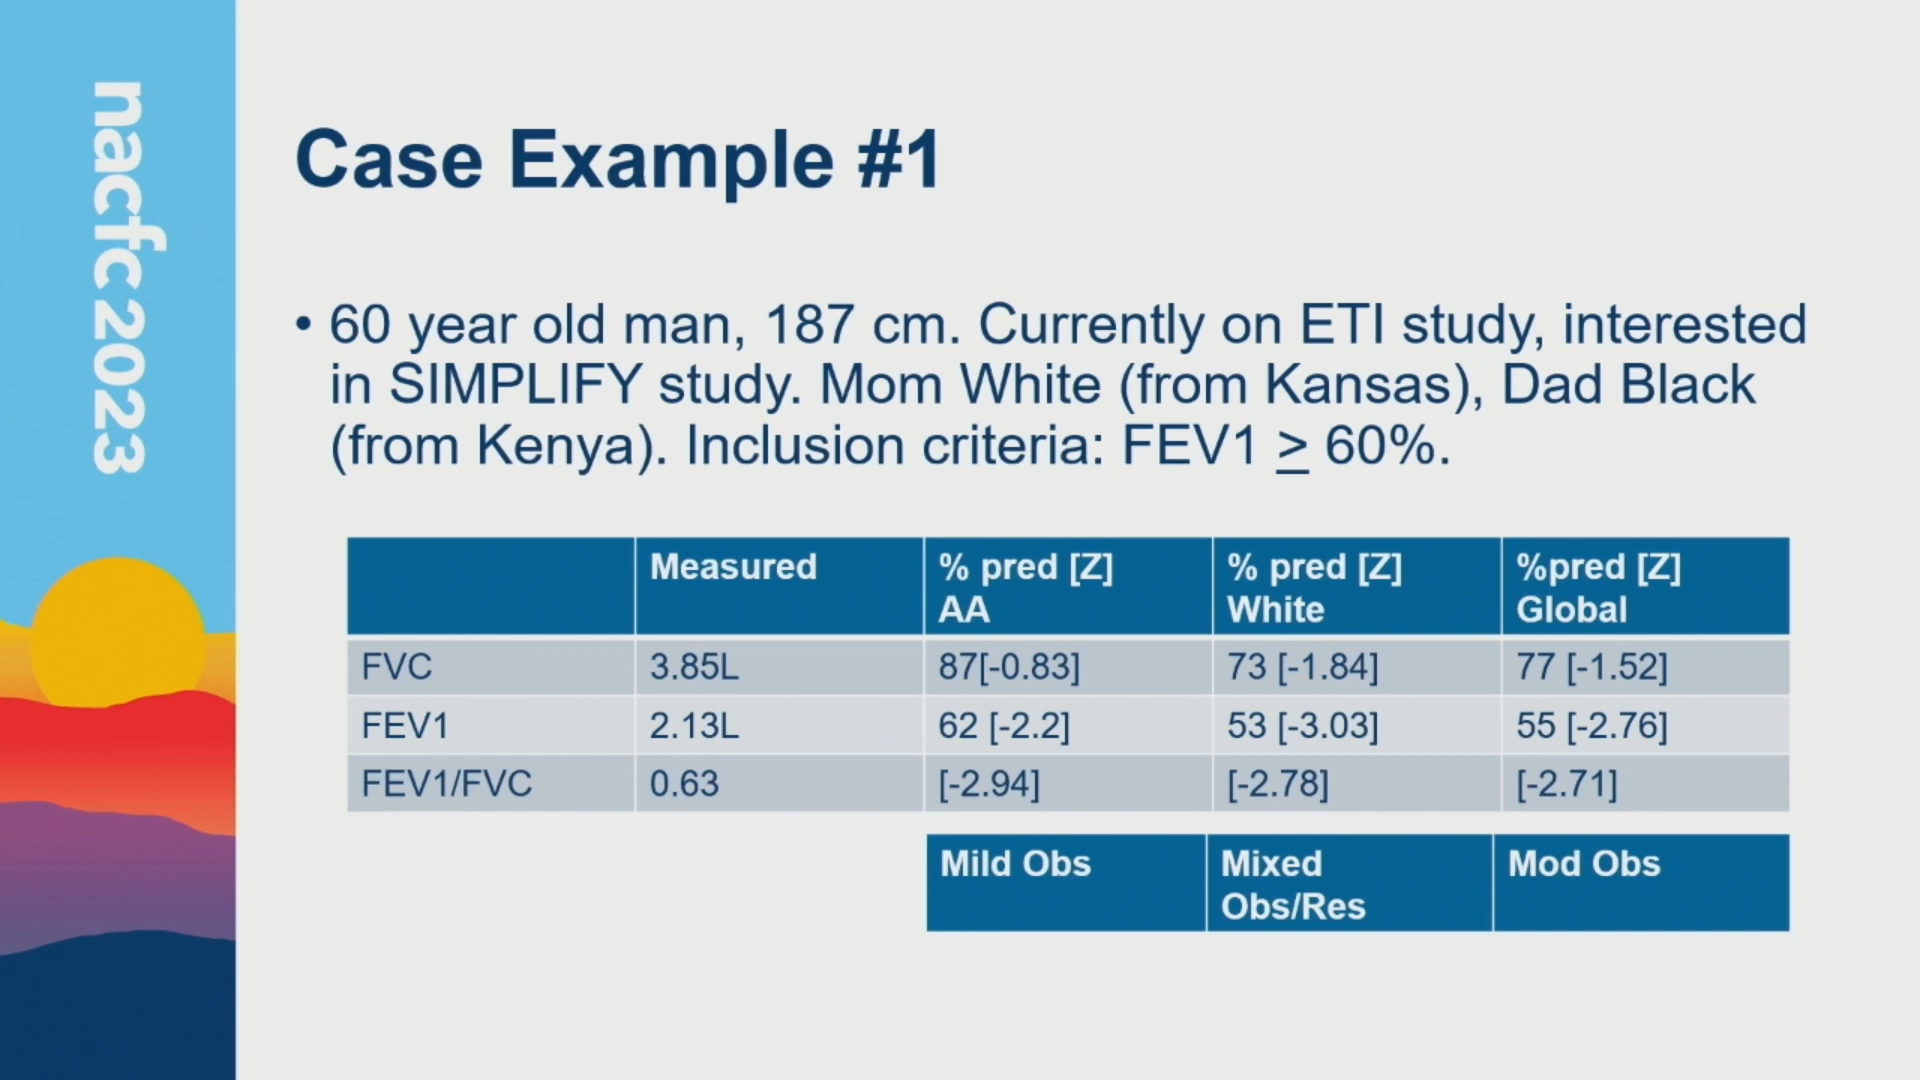 nacfc 2023
Case Example #1
• 60 year old man, 187 cm. Currently on ETI study, interested
in SIMPLIFY study. Mom White (from Kansas), Dad Black
(from Kenya). Inclusion criteria: FEV1 ≥ 60%.
Measured % pred [Z] % pred [Z] %pred [Z]
AA White Global
FVC 3.85L 87[-0.83] 73 [-1.84] 77 [-1.52]
FEV1 2.13L 62 [-2.2] 53 [-3.03] 55 [-2.76]
FEV1/FVC 0.63 [-2.94] [-2.78] [-2.71]
Mild Obs Mixed Mod Obs
Obs/Res